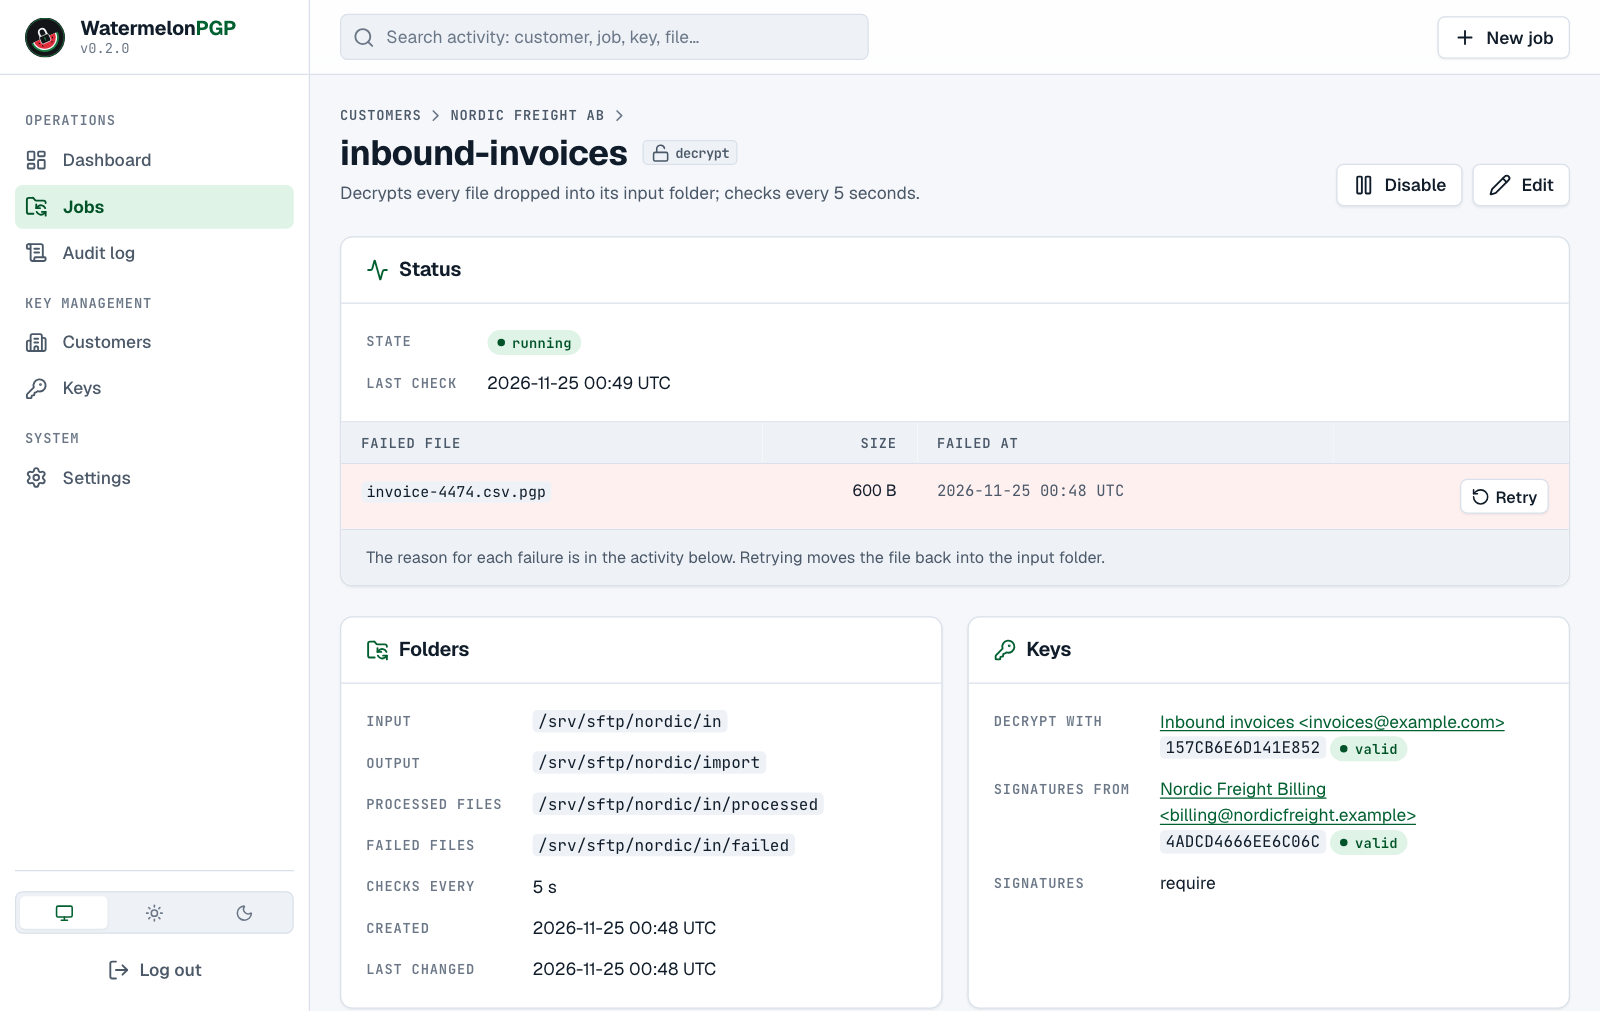 WatermelonPGP
v0.2.0
Search activity: customer, job, key, file...
New job
OPERATIONS
Dashboard
Jobs
Audit log
KEY MANAGEMENT
Customers
Keys
SYSTEM
Settings
Log out
CUSTOMERS > NORDIC FREIGHT AB >
inbound-invoices decrypt
Decrypts every file dropped into its input folder; checks every 5 seconds.
Disable
Edit
Status
STATE running
LAST CHECK 2026-11-25 00:49 UTC
FAILED FILE SIZE FAILED AT
invoice-4474.csv.pgp 600 B 2026-11-25 00:48 UTC Retry
The reason for each failure is in the activity below. Retrying moves the file back into the input folder.
Folders
INPUT /srv/sftp/nordic/in
OUTPUT /srv/sftp/nordic/import
PROCESSED FILES /srv/sftp/nordic/in/processed
FAILED FILES /srv/sftp/nordic/in/failed
CHECKS EVERY 5 s
CREATED 2026-11-25 00:48 UTC
LAST CHANGED 2026-11-25 00:48 UTC
Keys
DECRYPT WITH Inbound invoices <invoices@example.com>
157CB6E6D141E852 valid
SIGNATURES FROM Nordic Freight Billing
<billing@nordicfreight.example>
4ADCD4666EE6C06C valid
SIGNATURES require